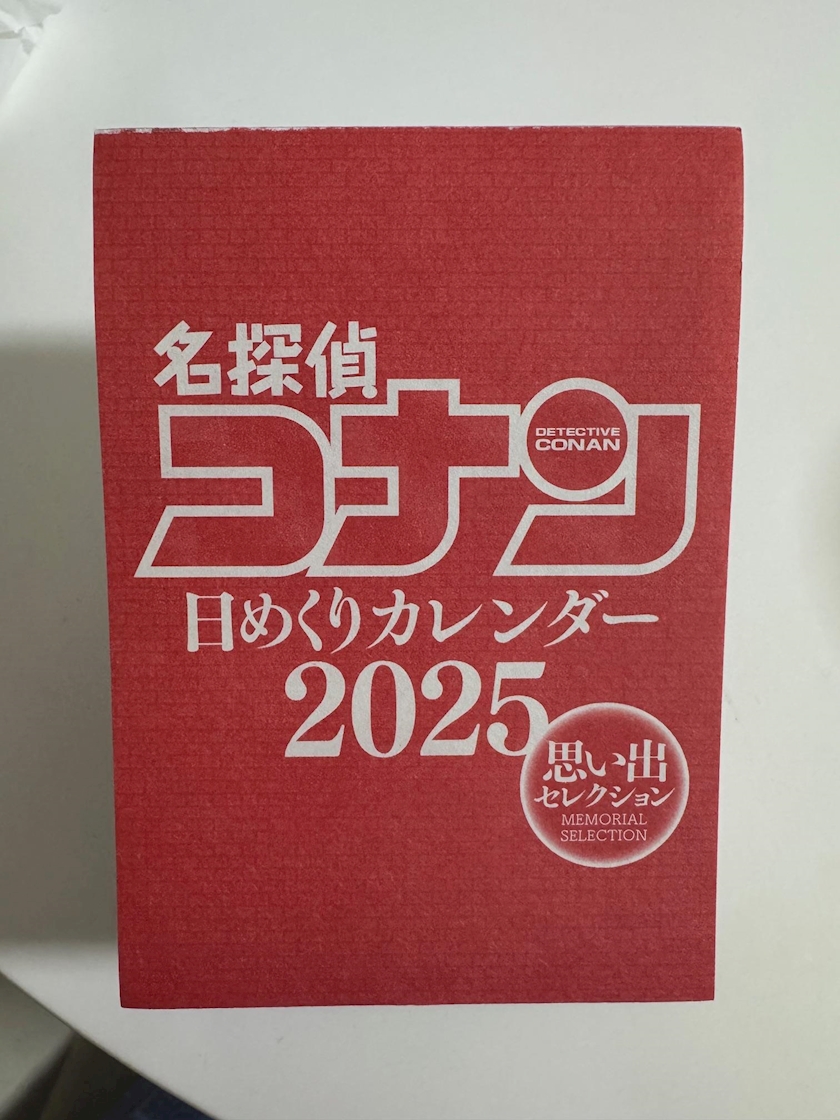 名探偵
コナン
DETECTIVE
CONAN
日めくりカレンダー
2025
思い出
セレクション
MEMORIAL
SELECTION